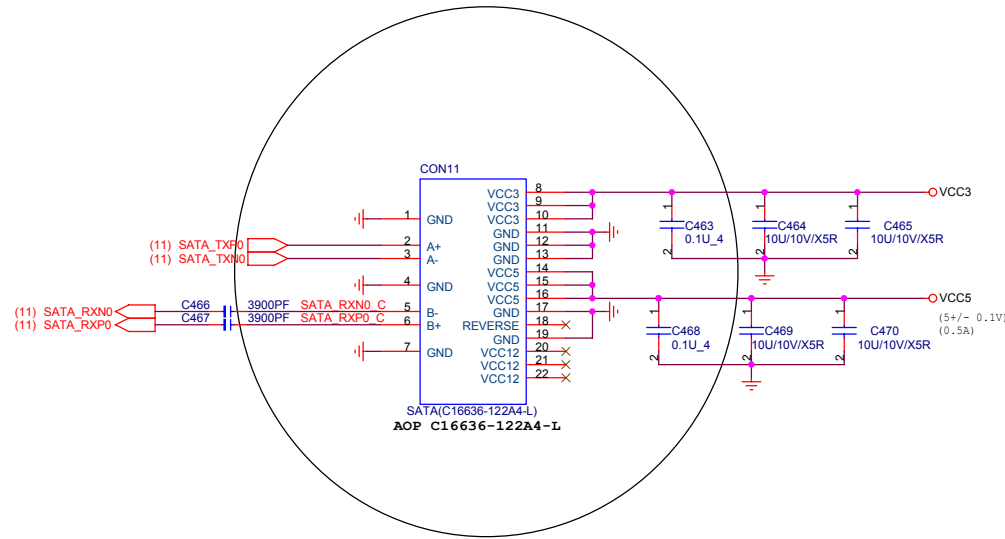 CON11
1 GND
(11) SATA_TXP0 2 A+
(11) SATA_TXN0 3 A-
4 GND
(11) SATA_RXN0 C466 3900PF SATA_RXN0_C 5 B-
(11) SATA_RXP0 C467 3900PF SATA_RXP0_C 6 B+
7 GND
VCC3 8
VCC3 9
VCC3 10
GND 11
GND 12
GND 13
VCC5 14
VCC5 15
VCC5 16
GND 17
REVERSE 18
GND 19
VCC12 20
VCC12 21
VCC12 22
SATA(C16636-122A4-L)
AOP C16636-122A4-L
VCC3
1 C463 0.1U_4 2
1 C464 10U/10V/X5R 2
1 C465 10U/10V/X5R 2
VCC5
(5+/- 0.1V)
(0.5A)
1 C468 0.1U_4 2
1 C469 10U/10V/X5R 2
1 C470 10U/10V/X5R 2